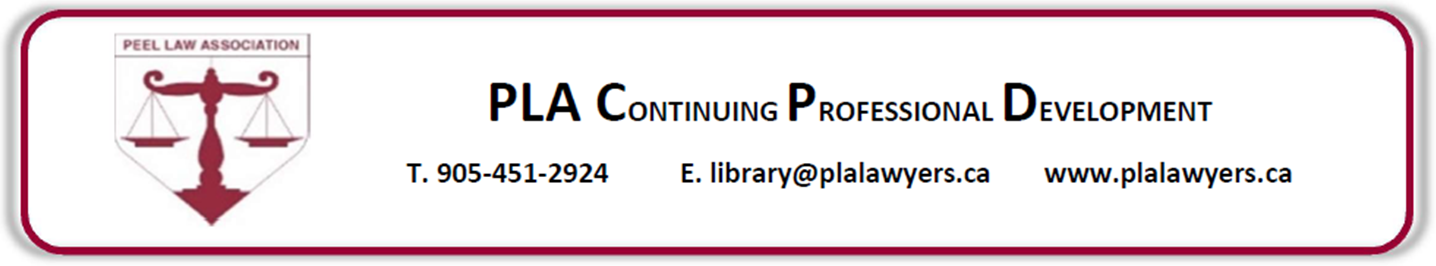 PEEL LAW ASSOCIATION
PLA CONTINUING PROFESSIONAL DEVELOPMENT
T. 905-451-2924 E. library@plalawyers.ca www.plalawyers.ca